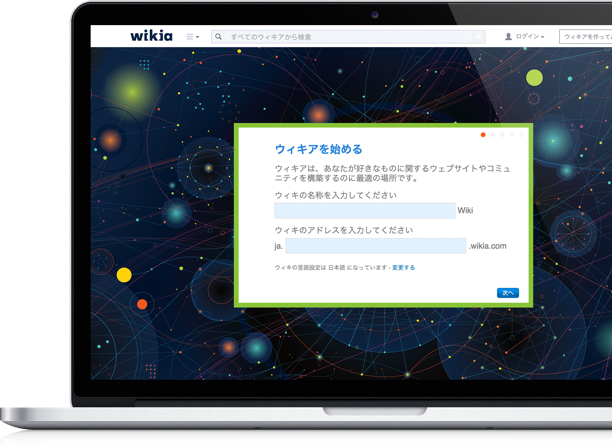 wikia
すべてのウィキアから検索
ログイン
ウィキアを作って
ウィキアを始める
ウィキアは、あなたが好きなものに関するウェブサイトやコミュ
ニティを構築するのに最適の場所です。
ウィキの名称を入力してください
Wiki
ウィキのアドレスを入力してください
ja. .wikia.com
ウィキの言語設定は 日本語 になっています - 変更する
次へ